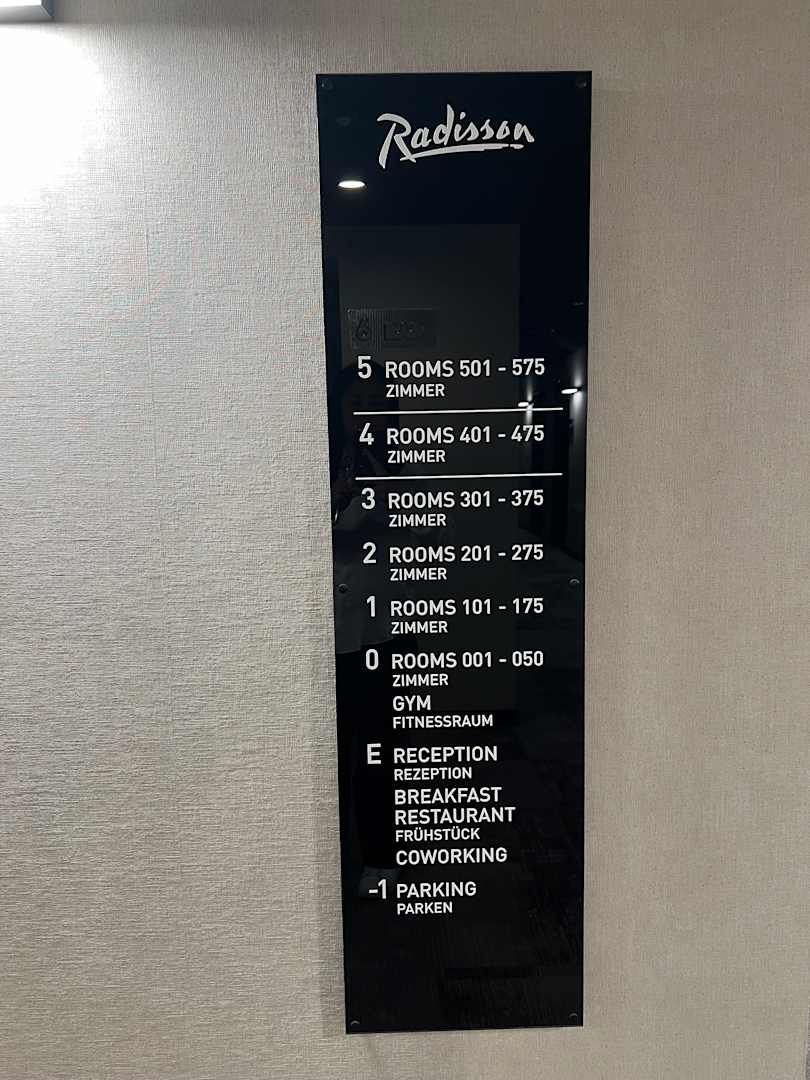 Radisson
5 ROOMS 501 - 575
ZIMMER
4 ROOMS 401 - 475
ZIMMER
3 ROOMS 301 - 375
ZIMMER
2 ROOMS 201 - 275
ZIMMER
1 ROOMS 101 - 175
ZIMMER
0 ROOMS 001 - 050
ZIMMER
GYM
FITNESSRAUM
E RECEPTION
REZEPTION
BREAKFAST
RESTAURANT
FRÜHSTÜCK
COWORKING
-1 PARKING
PARKEN